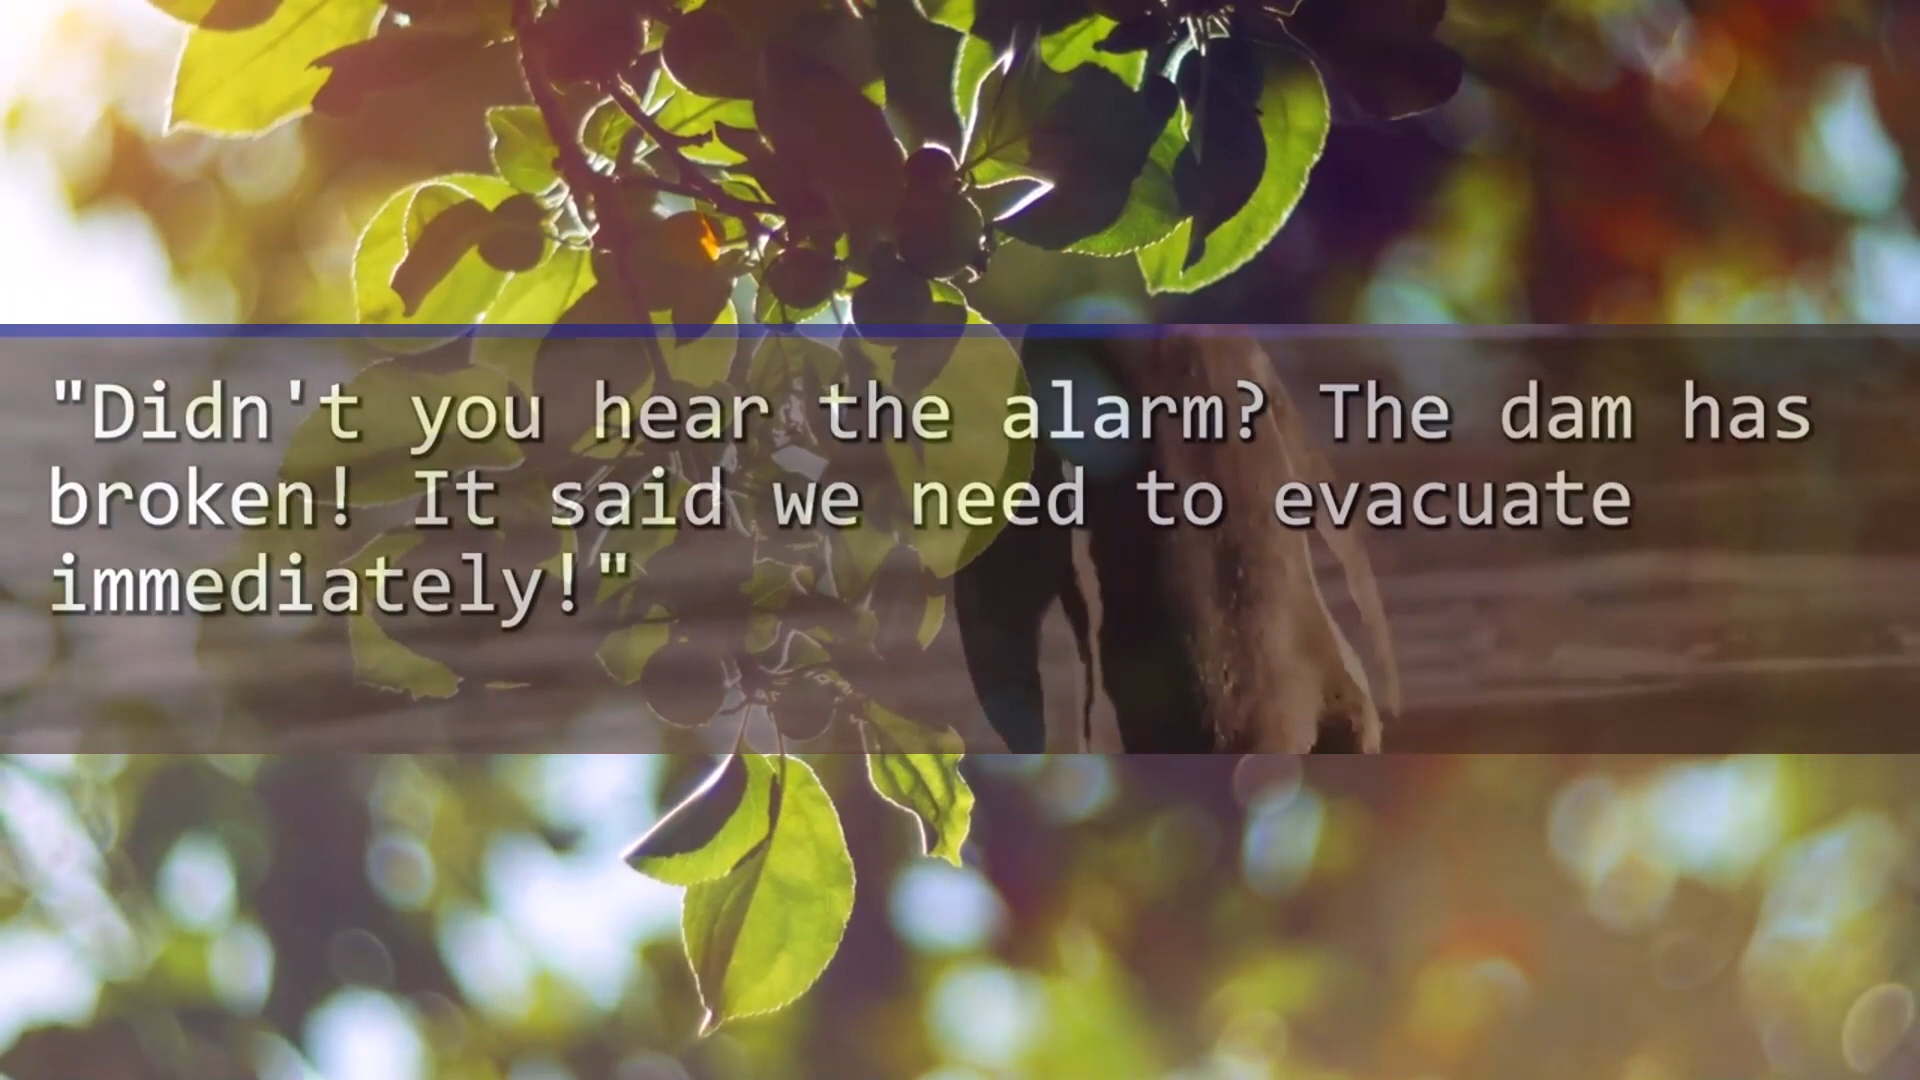 "Didn't you hear the alarm? The dam has
broken! It said we need to evacuate
immediately!"